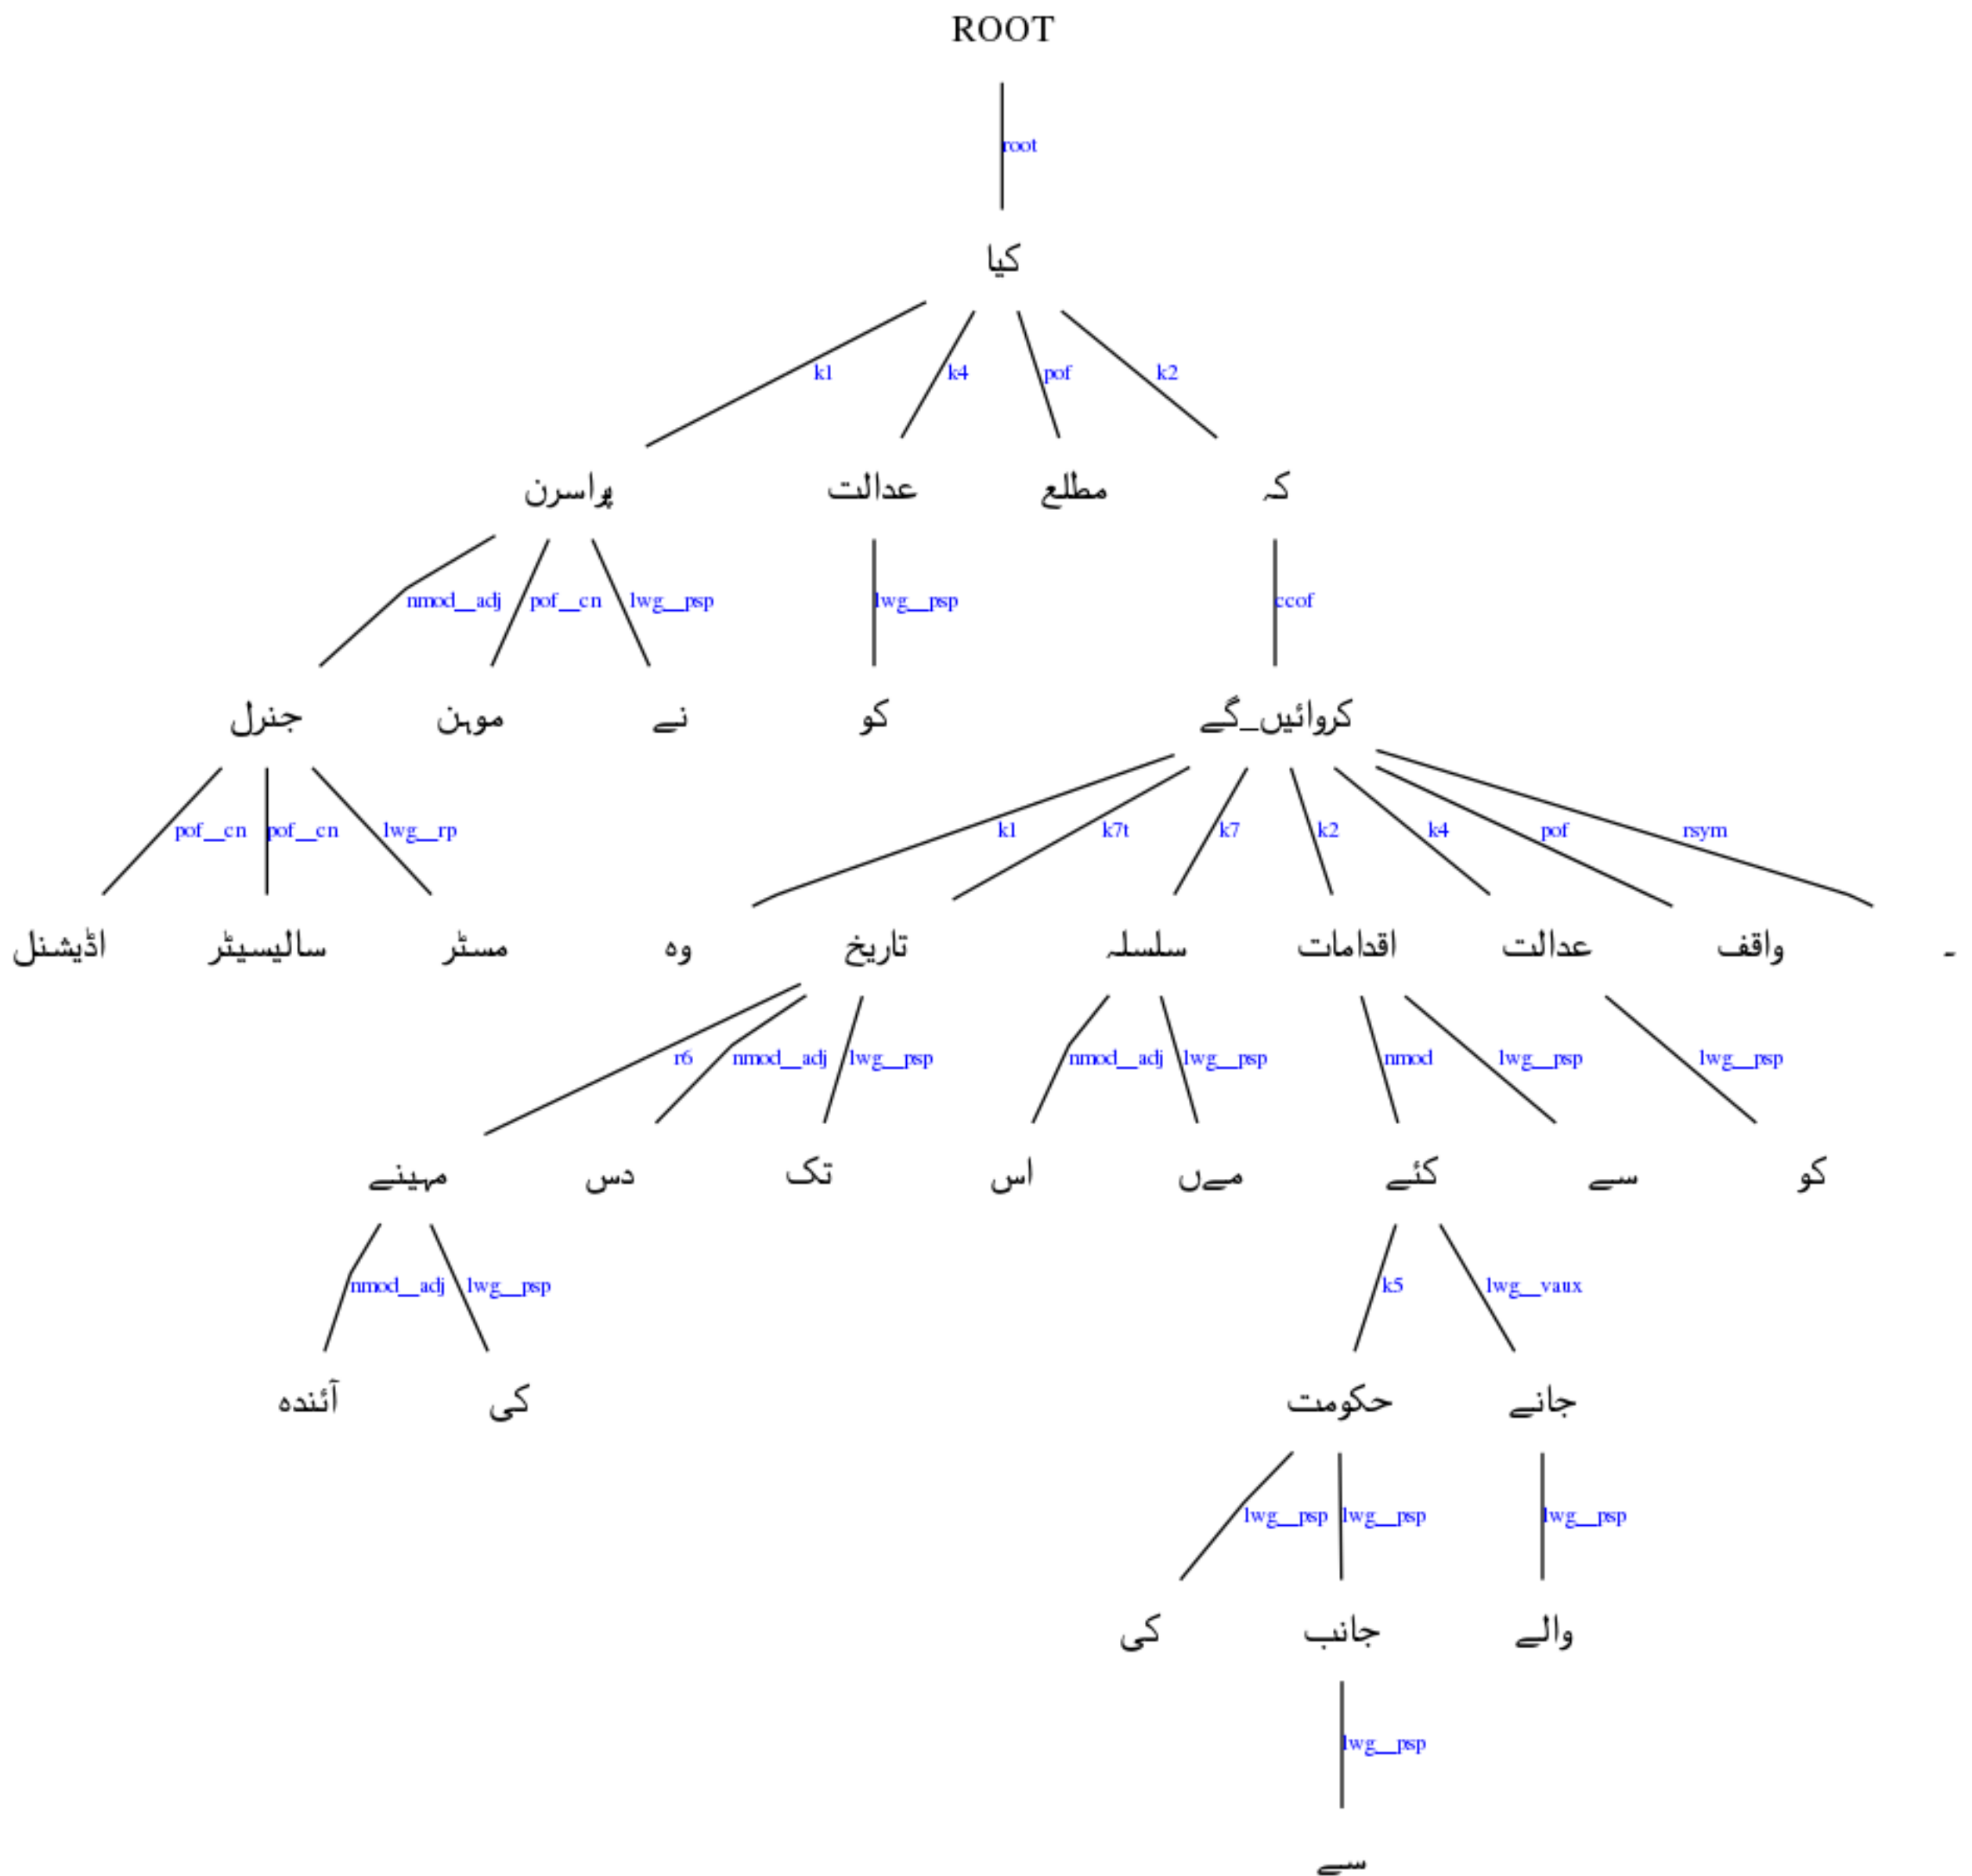 ROOT
root
کیا
k1 k4 pof k2
پراسرن عدالت مطلع کہ
nmod__adj pof__cn lwg__psp lwg__psp ccof
جنرل موہن نے کو کروائیں_گے
pof__cn pof__cn lwg__rp k1 k7t k7 k2 k4 pof rsym
اڈیشنل سالیسیٹر مسٹر وہ تاریخ سلسلہ اقدامات عدالت واقف ۔
r6 nmod__adj lwg__psp nmod__adj lwg__psp nmod lwg__psp lwg__psp
مہینے دس تک اس مےں کئے سے کو
nmod__adj lwg__psp k5 lwg__vaux
آئندہ کی حکومت جانے
lwg__psp lwg__psp lwg__psp
کی جانب والے
lwg__psp
سے